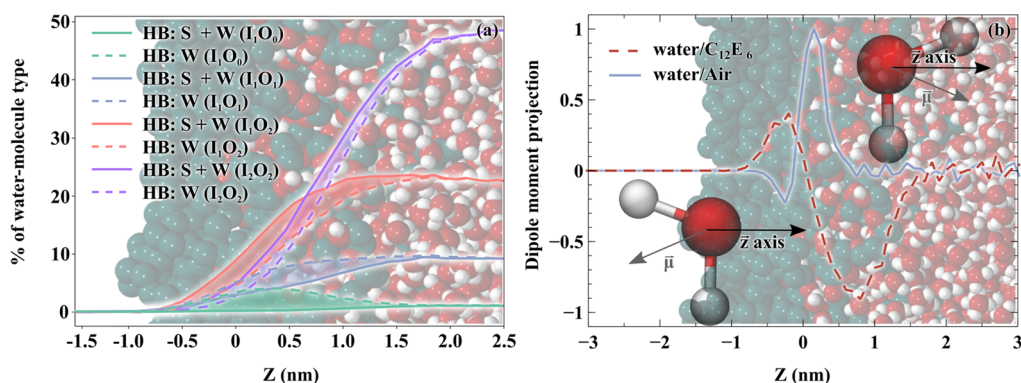 (a)
HB: S + W (I₁O₀)
HB: W (I₁O₀)
HB: S + W (I₁O₁)
HB: W (I₁O₁)
HB: S + W (I₁O₂)
HB: W (I₁O₂)
HB: S + W (I₂O₂)
HB: W (I₂O₂)
% of water-molecule type
50
40
30
20
10
0
-1.5 -1.0 -0.5 0 0.5 1.0 1.5 2.0 2.5
Z (nm)
(b)
water/C₁₂E₆
water/Air
z̄ axis
μ̄
z̄ axis
μ̄
Dipole moment projection
1
0.5
0
−0.5
−1
−3 −2 −1 0 1 2 3
Z (nm)